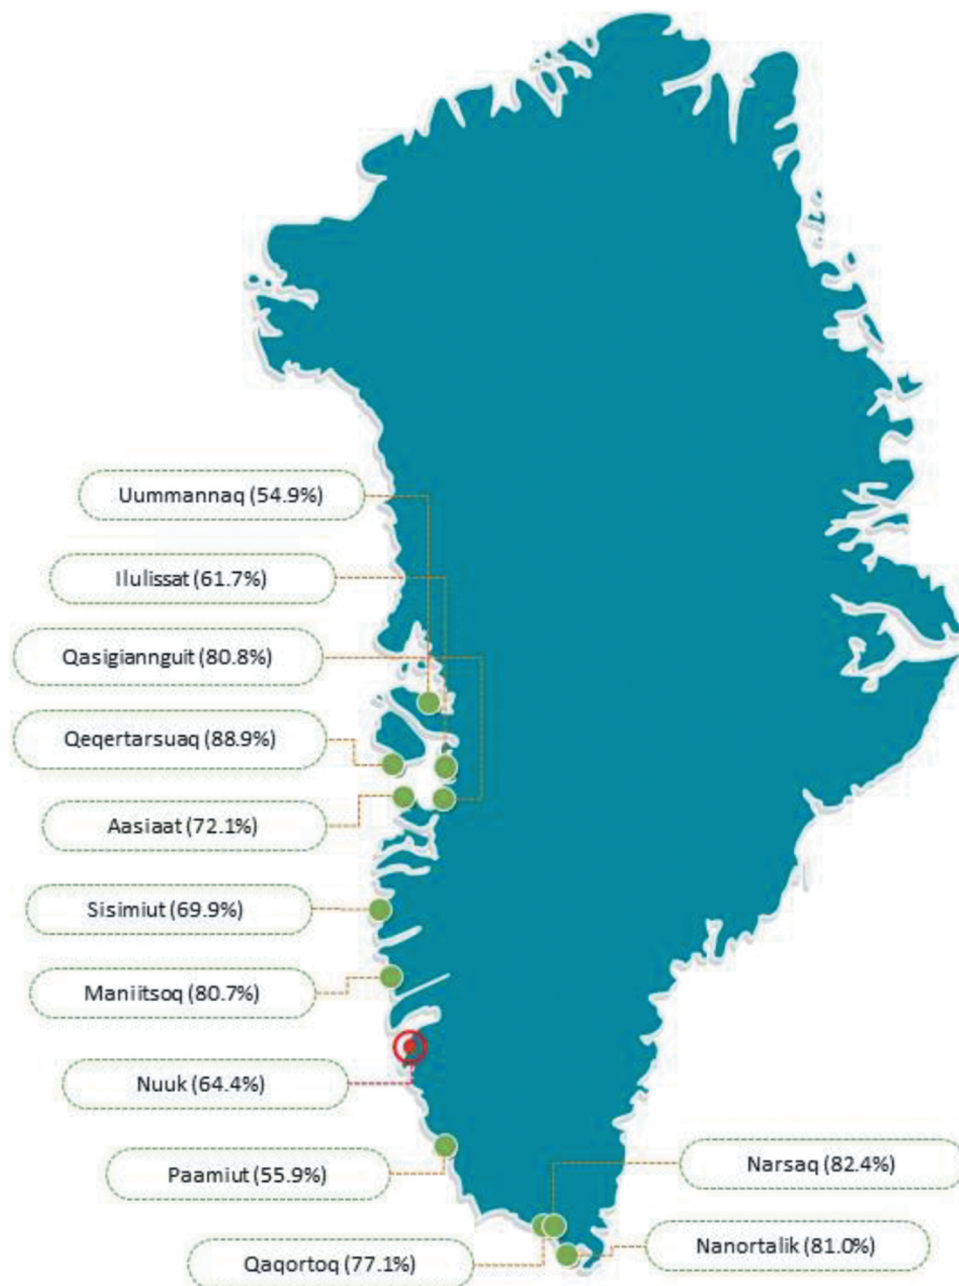 Uummannaq (54.9%)
Ilulissat (61.7%)
Qasigiannguit (80.8%)
Qeqertarsuaq (88.9%)
Aasiaat (72.1%)
Sisimiut (69.9%)
Maniitsoq (80.7%)
Nuuk (64.4%)
Paamiut (55.9%)
Narsaq (82.4%)
Nanortalik (81.0%)
Qaqortoq (77.1%)